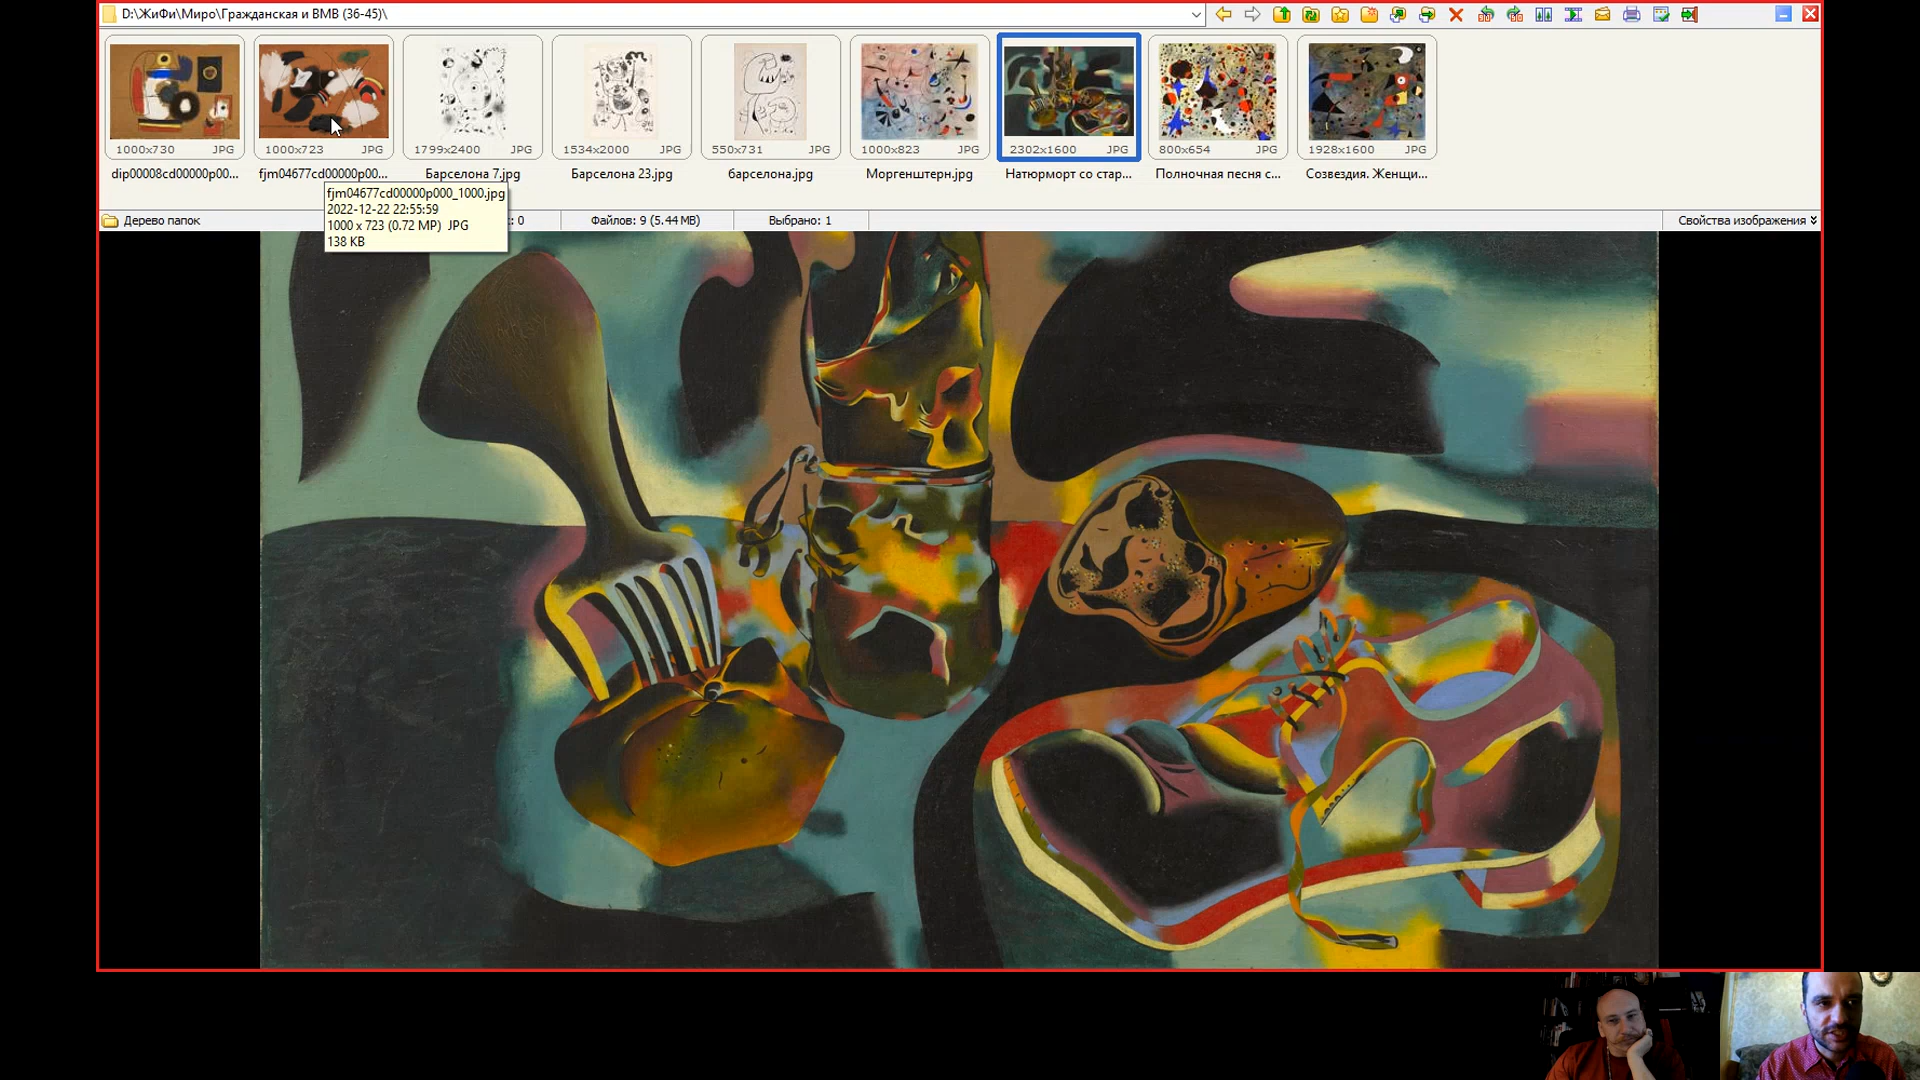 D:\ЖиФи\Миро\Гражданская и ВМВ (36-45)\
1000x730 JPG
1000x723 JPG
1799x2400 JPG
1534x2000 JPG
550x731 JPG
1000x823 JPG
2302x1600 JPG
800x654 JPG
1928x1600 JPG
dip00008cd00000p00...
fjm04677cd00000p00...
Барселона 7.jpg
Барселона 23.jpg
барселона.jpg
Моргенштерн.jpg
Натюрморт со стар...
Полночная песня с...
Созвездия. Женщи...
fjm04677cd00000p000_1000.jpg
2022-12-22 22:55:59
1000 x 723 (0.72 MP) JPG
138 KB
Дерево папок
: 0
Файлов: 9 (5.44 MB)
Выбрано: 1
Свойства изображения